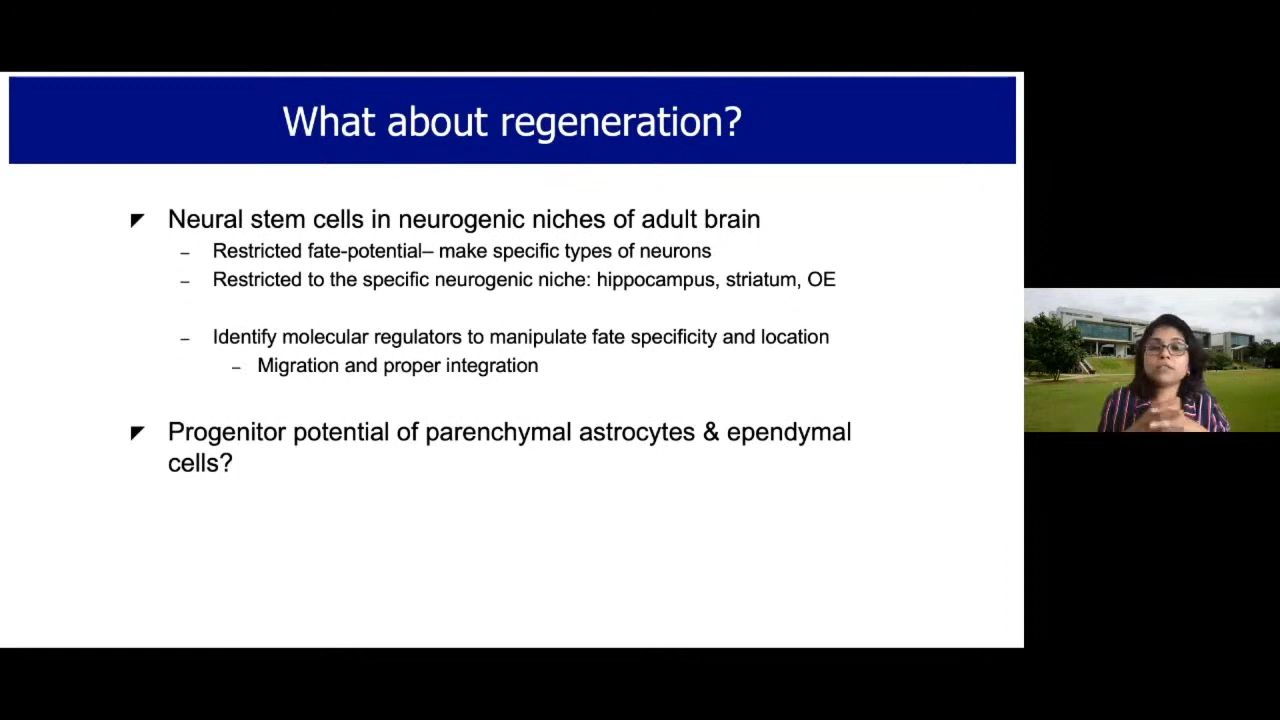 What about regeneration?
Neural stem cells in neurogenic niches of adult brain
– Restricted fate-potential– make specific types of neurons
– Restricted to the specific neurogenic niche: hippocampus, striatum, OE
– Identify molecular regulators to manipulate fate specificity and location
– Migration and proper integration
Progenitor potential of parenchymal astrocytes & ependymal
cells?